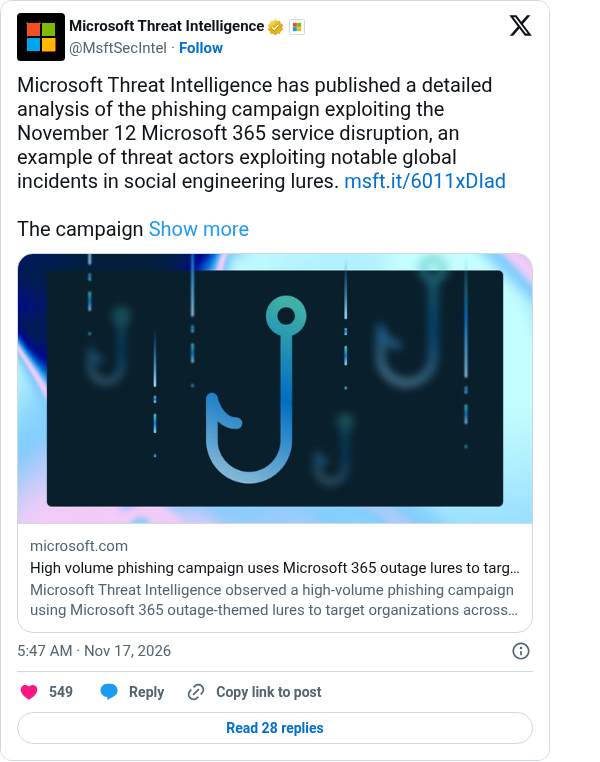 Microsoft Threat Intelligence
@MsftSecIntel · Follow
Microsoft Threat Intelligence has published a detailed
analysis of the phishing campaign exploiting the
November 12 Microsoft 365 service disruption, an
example of threat actors exploiting notable global
incidents in social engineering lures. msft.it/6011xDIad
The campaign Show more
microsoft.com
High volume phishing campaign uses Microsoft 365 outage lures to targ…
Microsoft Threat Intelligence observed a high-volume phishing campaign
using Microsoft 365 outage-themed lures to target organizations across…
5:47 AM · Nov 17, 2026
549 Reply Copy link to post
Read 28 replies